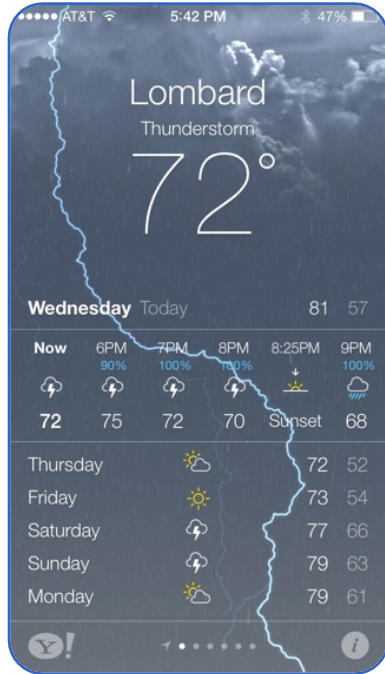 AT&T 5:42 PM 47%
Lombard
Thunderstorm
72°
Wednesday Today 81 57
Now 6PM 7PM 8PM 8:25PM 9PM
90% 100% 100% 100%
72 75 72 70 Sunset 68
Thursday 72 52
Friday 73 54
Saturday 77 66
Sunday 79 63
Monday 79 61
Y! i